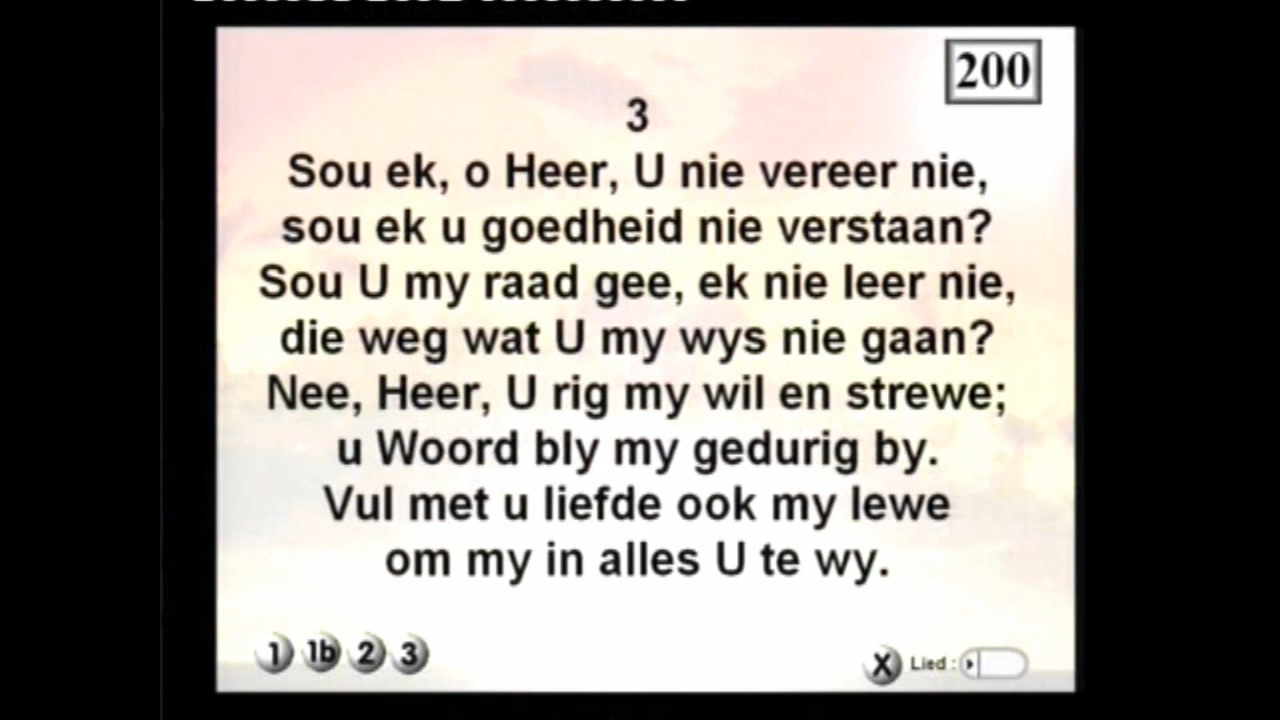 200
3
Sou ek, o Heer, U nie vereer nie,
sou ek u goedheid nie verstaan?
Sou U my raad gee, ek nie leer nie,
die weg wat U my wys nie gaan?
Nee, Heer, U rig my wil en strewe;
u Woord bly my gedurig by.
Vul met u liefde ook my lewe
om my in alles U te wy.
1 1b 2 3
X Lied :